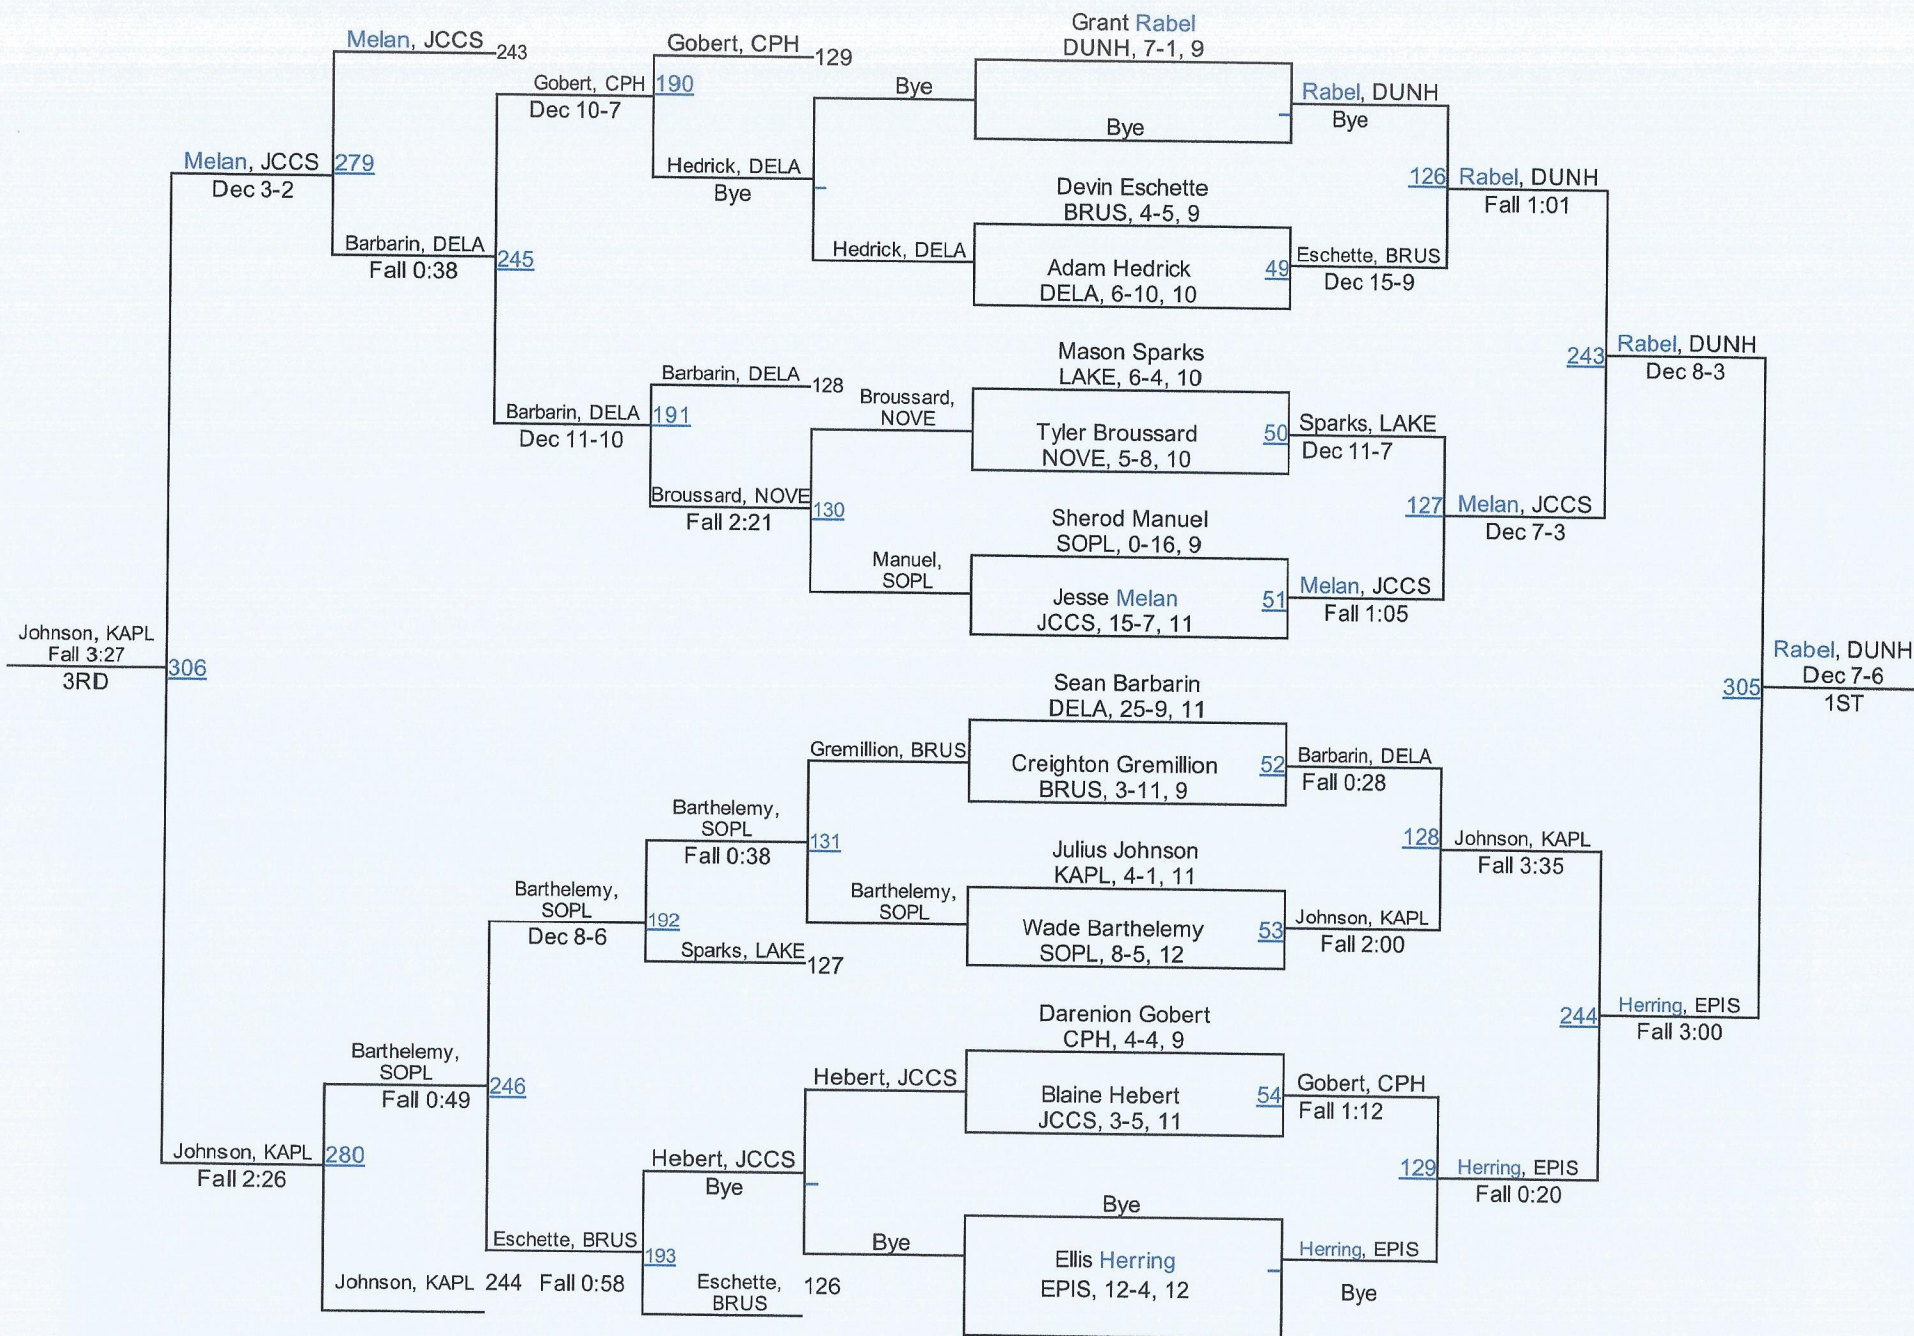 Grant Rabel
DUNH, 7-1, 9
Melan, JCCS
243
Gobert, CPH
129
Gobert, CPH
190
Dec 10-7
Bye
Bye
Rabel, DUNH
Bye
Melan, JCCS
279
Dec 3-2
Hedrick, DELA
Bye
Devin Eschette
BRUS, 4-5, 9
126
Rabel, DUNH
Fall 1:01
Barbarin, DELA
Fall 0:38
245
Hedrick, DELA
Adam Hedrick
DELA, 6-10, 10
49
Eschette, BRUS
Dec 15-9
Mason Sparks
LAKE, 6-4, 10
243
Rabel, DUNH
Dec 8-3
Barbarin, DELA
128
Barbarin, DELA
191
Dec 11-10
Broussard,
NOVE
Tyler Broussard
NOVE, 5-8, 10
50
Sparks, LAKE
Dec 11-7
Broussard, NOVE
130
Fall 2:21
Sherod Manuel
SOPL, 0-16, 9
127
Melan, JCCS
Dec 7-3
Manuel,
SOPL
Jesse Melan
JCCS, 15-7, 11
51
Melan, JCCS
Fall 1:05
Johnson, KAPL
Fall 3:27
3RD
306
Sean Barbarin
DELA, 25-9, 11
305
Rabel, DUNH
Dec 7-6
1ST
Gremillion, BRUS
Creighton Gremillion
BRUS, 3-11, 9
52
Barbarin, DELA
Fall 0:28
Barthelemy,
SOPL
Fall 0:38
131
Julius Johnson
KAPL, 4-1, 11
128
Johnson, KAPL
Fall 3:35
Barthelemy,
SOPL
Dec 8-6
192
Barthelemy,
SOPL
Wade Barthelemy
SOPL, 8-5, 12
53
Johnson, KAPL
Fall 2:00
Sparks, LAKE
127
Darenion Gobert
CPH, 4-4, 9
244
Herring, EPIS
Fall 3:00
Barthelemy,
SOPL
Fall 0:49
246
Hebert, JCCS
Blaine Hebert
JCCS, 3-5, 11
54
Gobert, CPH
Fall 1:12
Johnson, KAPL
280
Fall 2:26
Hebert, JCCS
Bye
Bye
129
Herring, EPIS
Fall 0:20
Eschette, BRUS
193
Fall 0:58
Bye
Ellis Herring
EPIS, 12-4, 12
Herring, EPIS
Bye
Johnson, KAPL
244
Eschette,
BRUS
126